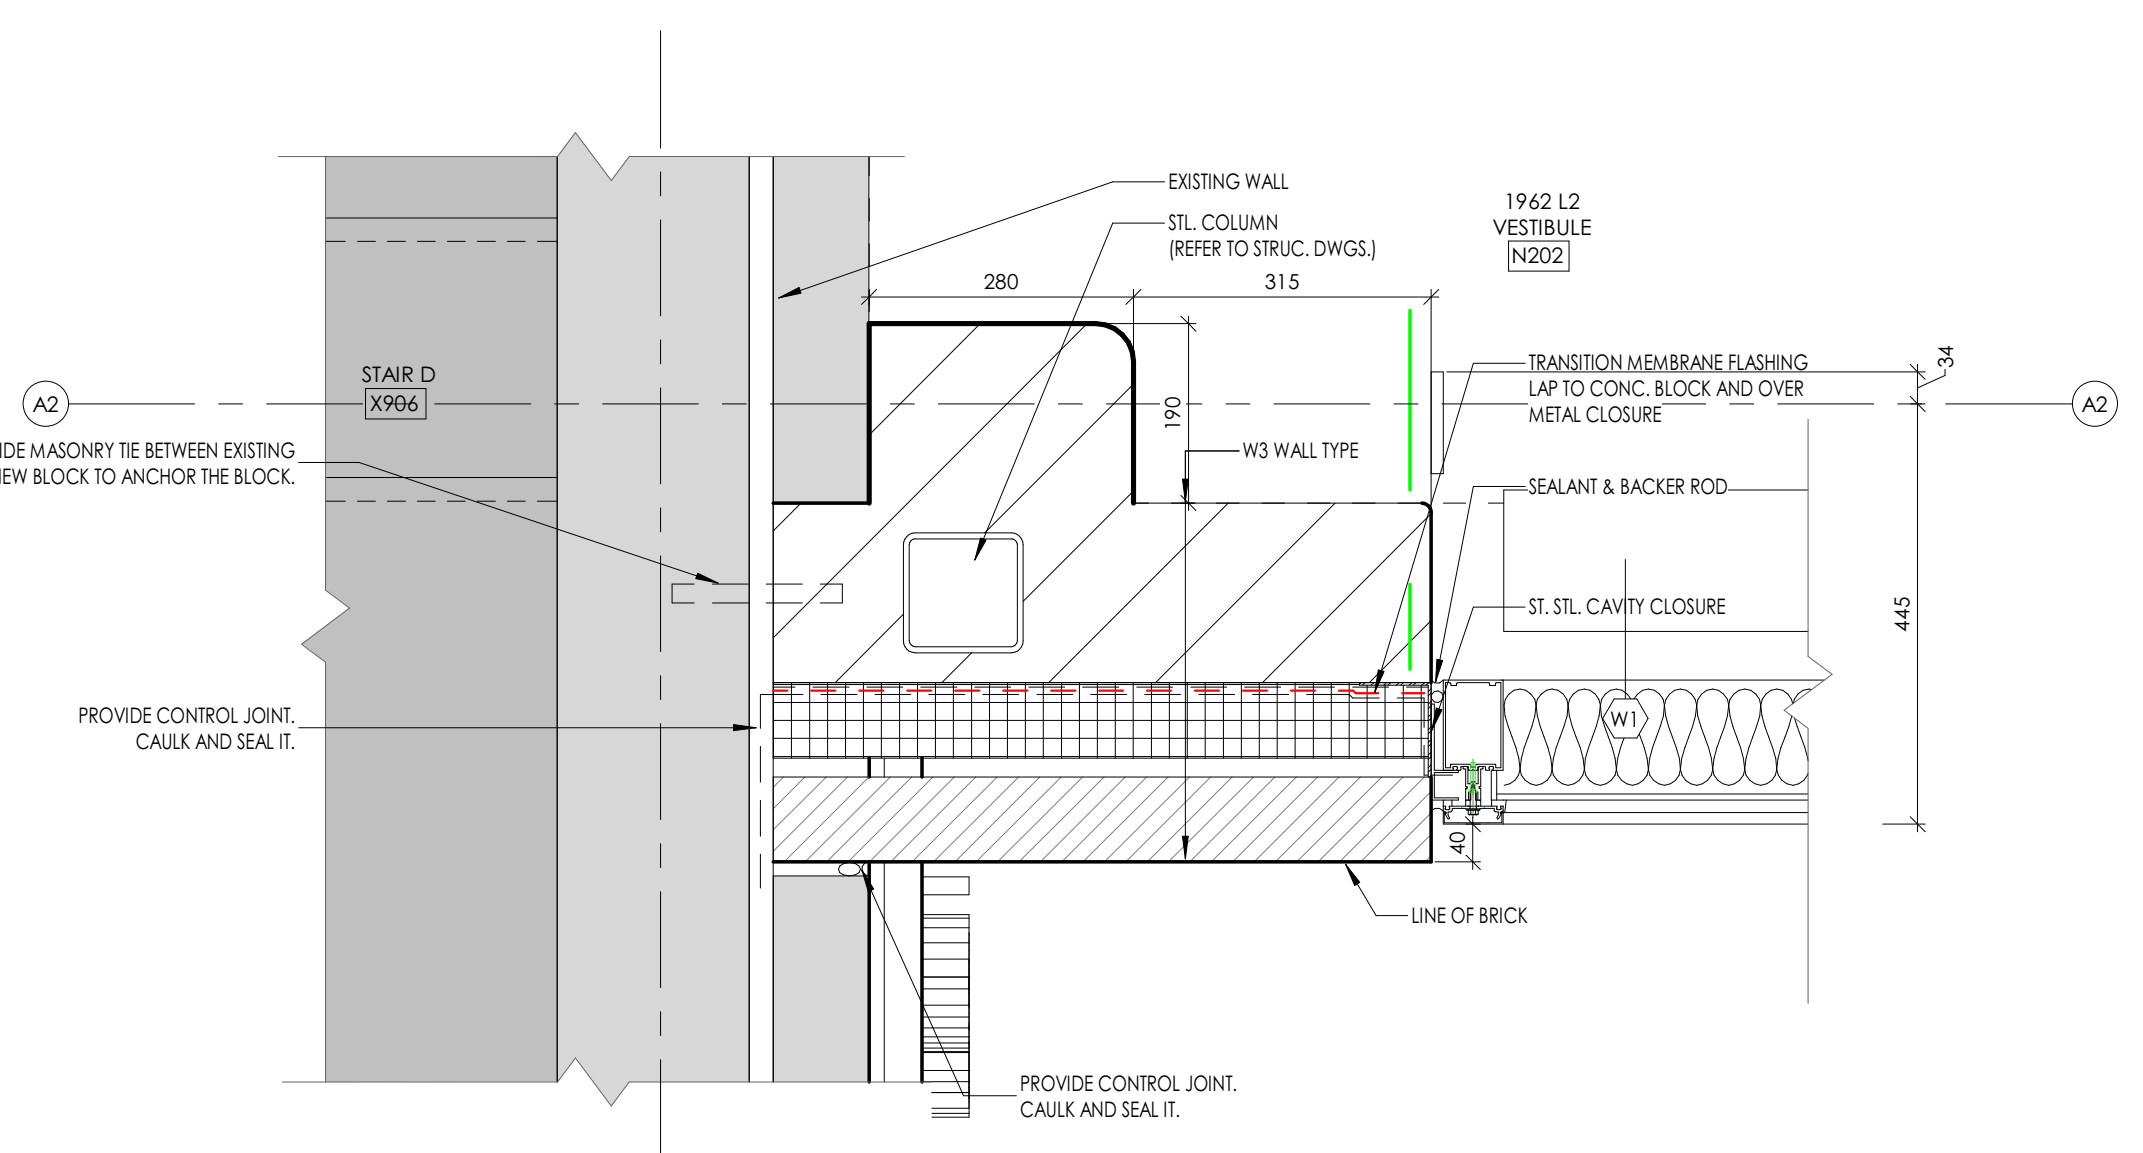 EXISTING WALL
STL. COLUMN
(REFER TO STRUC. DWGS.)
1962 L2
VESTIBULE
N202
280
315
TRANSITION MEMBRANE FLASHING
LAP TO CONC. BLOCK AND OVER
METAL CLOSURE
34
STAIR D
X906
A2
A2
190
IDE MASONRY TIE BETWEEN EXISTING
NEW BLOCK TO ANCHOR THE BLOCK.
W3 WALL TYPE
SEALANT & BACKER ROD
ST. STL. CAVITY CLOSURE
445
W1
PROVIDE CONTROL JOINT.
CAULK AND SEAL IT.
40
LINE OF BRICK
PROVIDE CONTROL JOINT.
CAULK AND SEAL IT.